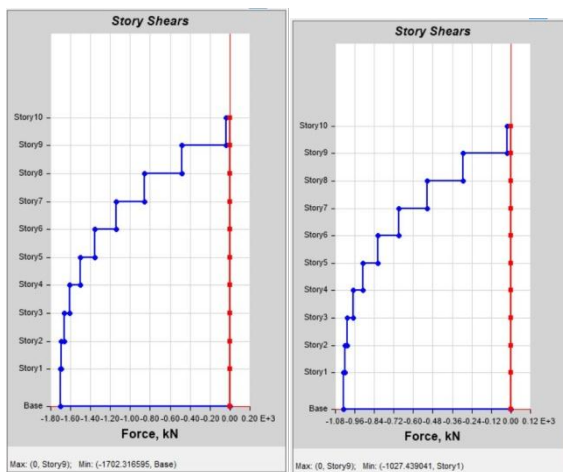 Story Shears
Story10
Story9
Story8
Story7
Story6
Story5
Story4
Story3
Story2
Story1
Base
-1.80 -1.60 -1.40 -1.20 -1.00 -0.80 -0.60 -0.40 -0.20 0.00 0.20 E+3
Force, kN
Max: (0, Story9); Min: (-1702.316595, Base)
Story Shears
Story10
Story9
Story8
Story7
Story6
Story5
Story4
Story3
Story2
Story1
Base
-1.08 -0.96 -0.84 -0.72 -0.60 -0.48 -0.36 -0.24 -0.12 0.00 0.12 E+3
Force, kN
Max: (0, Story9); Min: (-1027.439041, Story1)